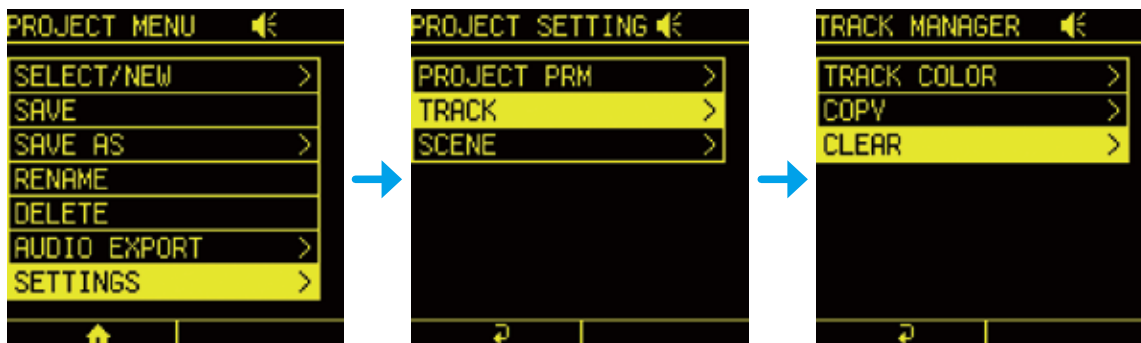 PROJECT MENU
SELECT/NEW >
SAVE
SAVE AS >
RENAME
DELETE
AUDIO EXPORT >
SETTINGS >
PROJECT SETTING
PROJECT PRM >
TRACK >
SCENE >
TRACK MANAGER
TRACK COLOR >
COPY >
CLEAR >